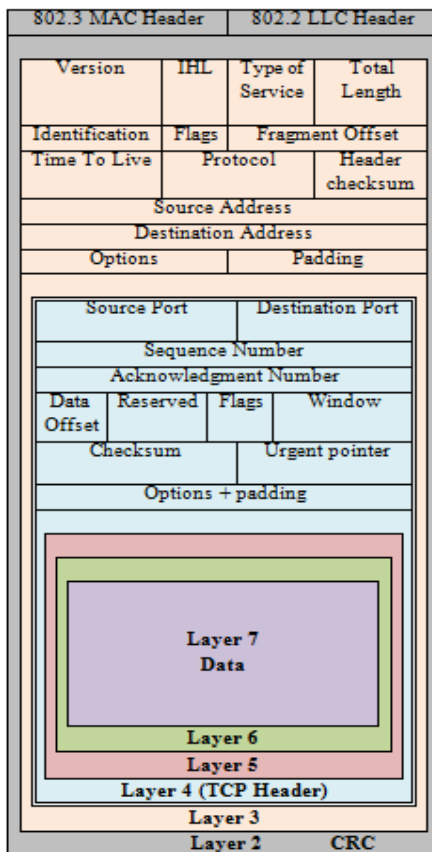 802.3 MAC Header 802.2 LLC Header
Version IHL Type of Total
Service Length
Identification Flags Fragment Offset
Time To Live Protocol Header
checksum
Source Address
Destination Address
Options Padding
Source Port Destination Port
Sequence Number
Acknowledgment Number
Data Reserved Flags Window
Offset
Checksum Urgent pointer
Options + padding
Layer 7
Data
Layer 6
Layer 5
Layer 4 (TCP Header)
Layer 3
Layer 2 CRC